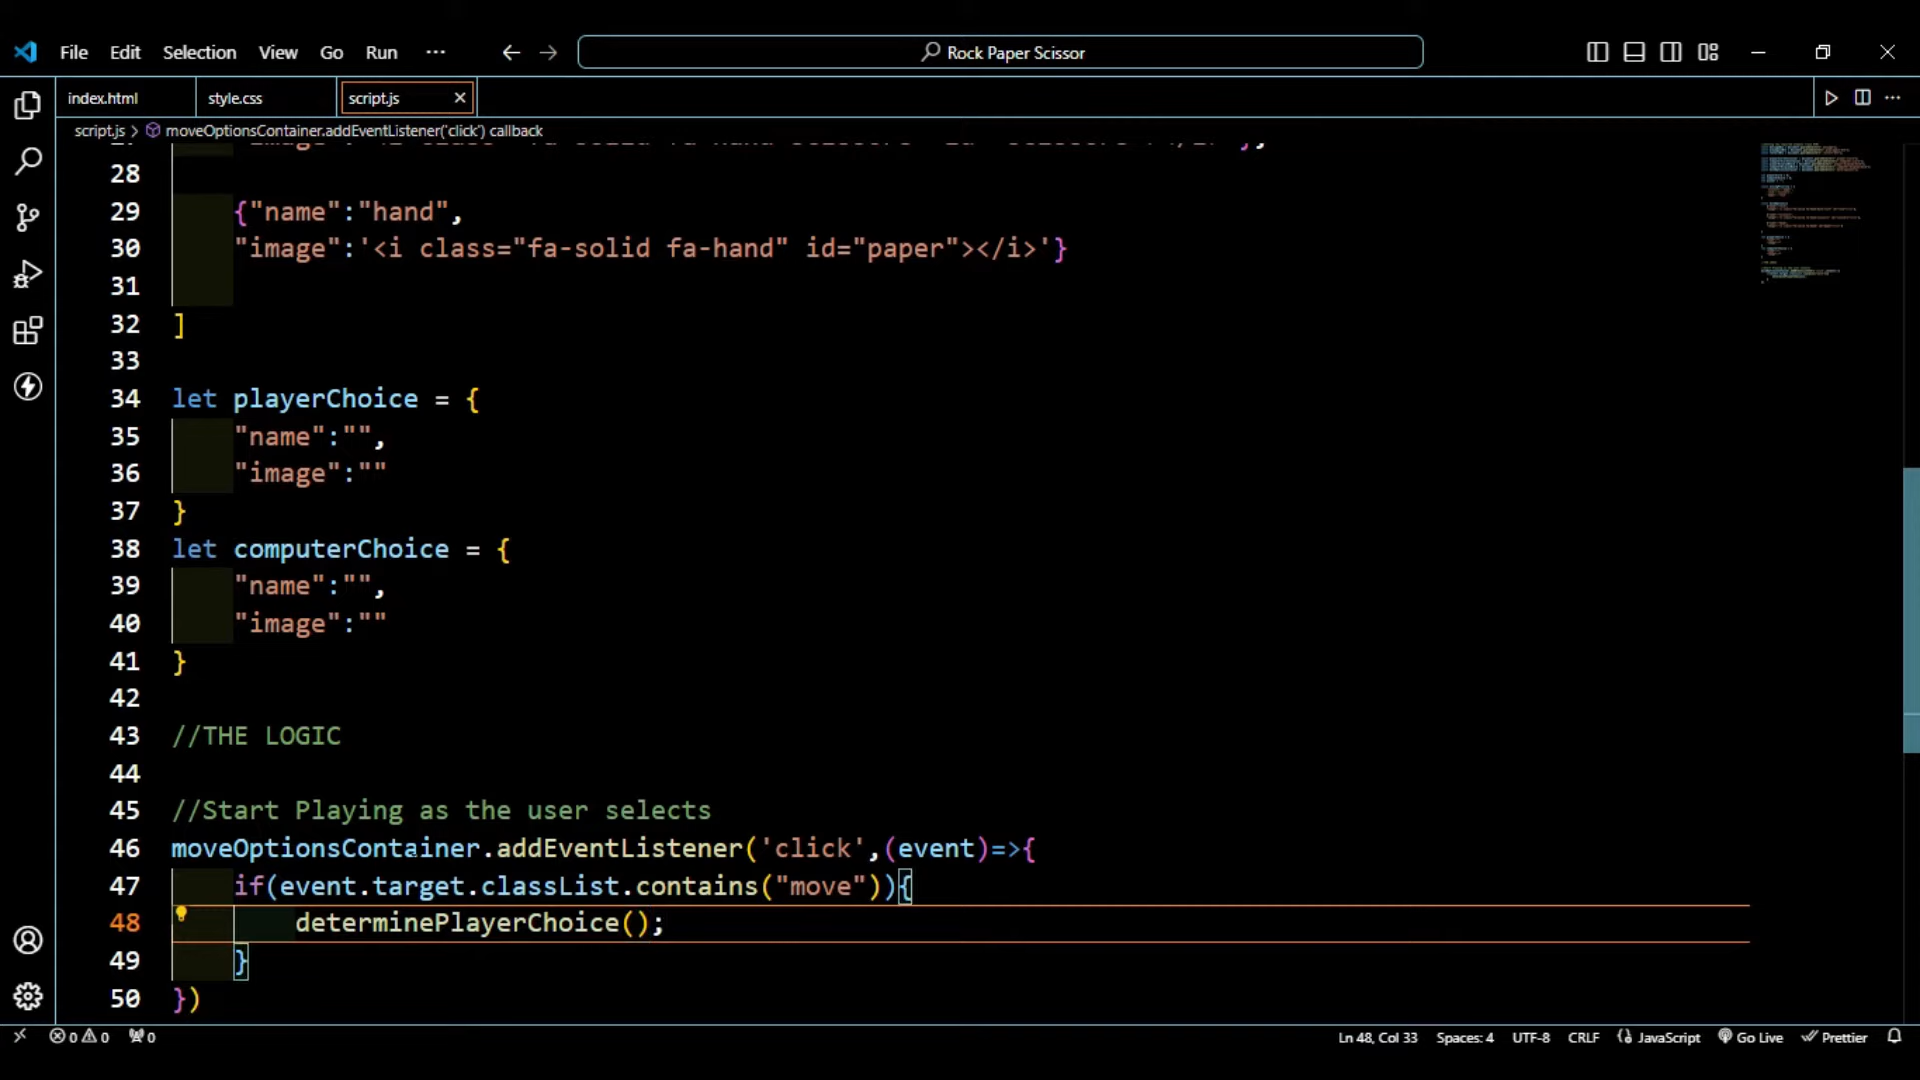 File Edit Selection View Go Run ··· Rock Paper Scissor
index.html style.css script.js
script.js > moveOptionsContainer.addEventListener('click') callback
28
29 {"name":"hand",
30 "image":'<i class="fa-solid fa-hand" id="paper"></i>'}
31
32 ]
33
34 let playerChoice = {
35 "name":"",
36 "image":""
37 }
38 let computerChoice = {
39 "name":"",
40 "image":""
41 }
42
43 //THE LOGIC
44
45 //Start Playing as the user selects
46 moveOptionsContainer.addEventListener('click',(event)=>{
47 if(event.target.classList.contains("move")){
48 determinePlayerChoice();
49 }
50 })
0 0 0 Ln 48, Col 33 Spaces: 4 UTF-8 CRLF JavaScript Go Live Prettier